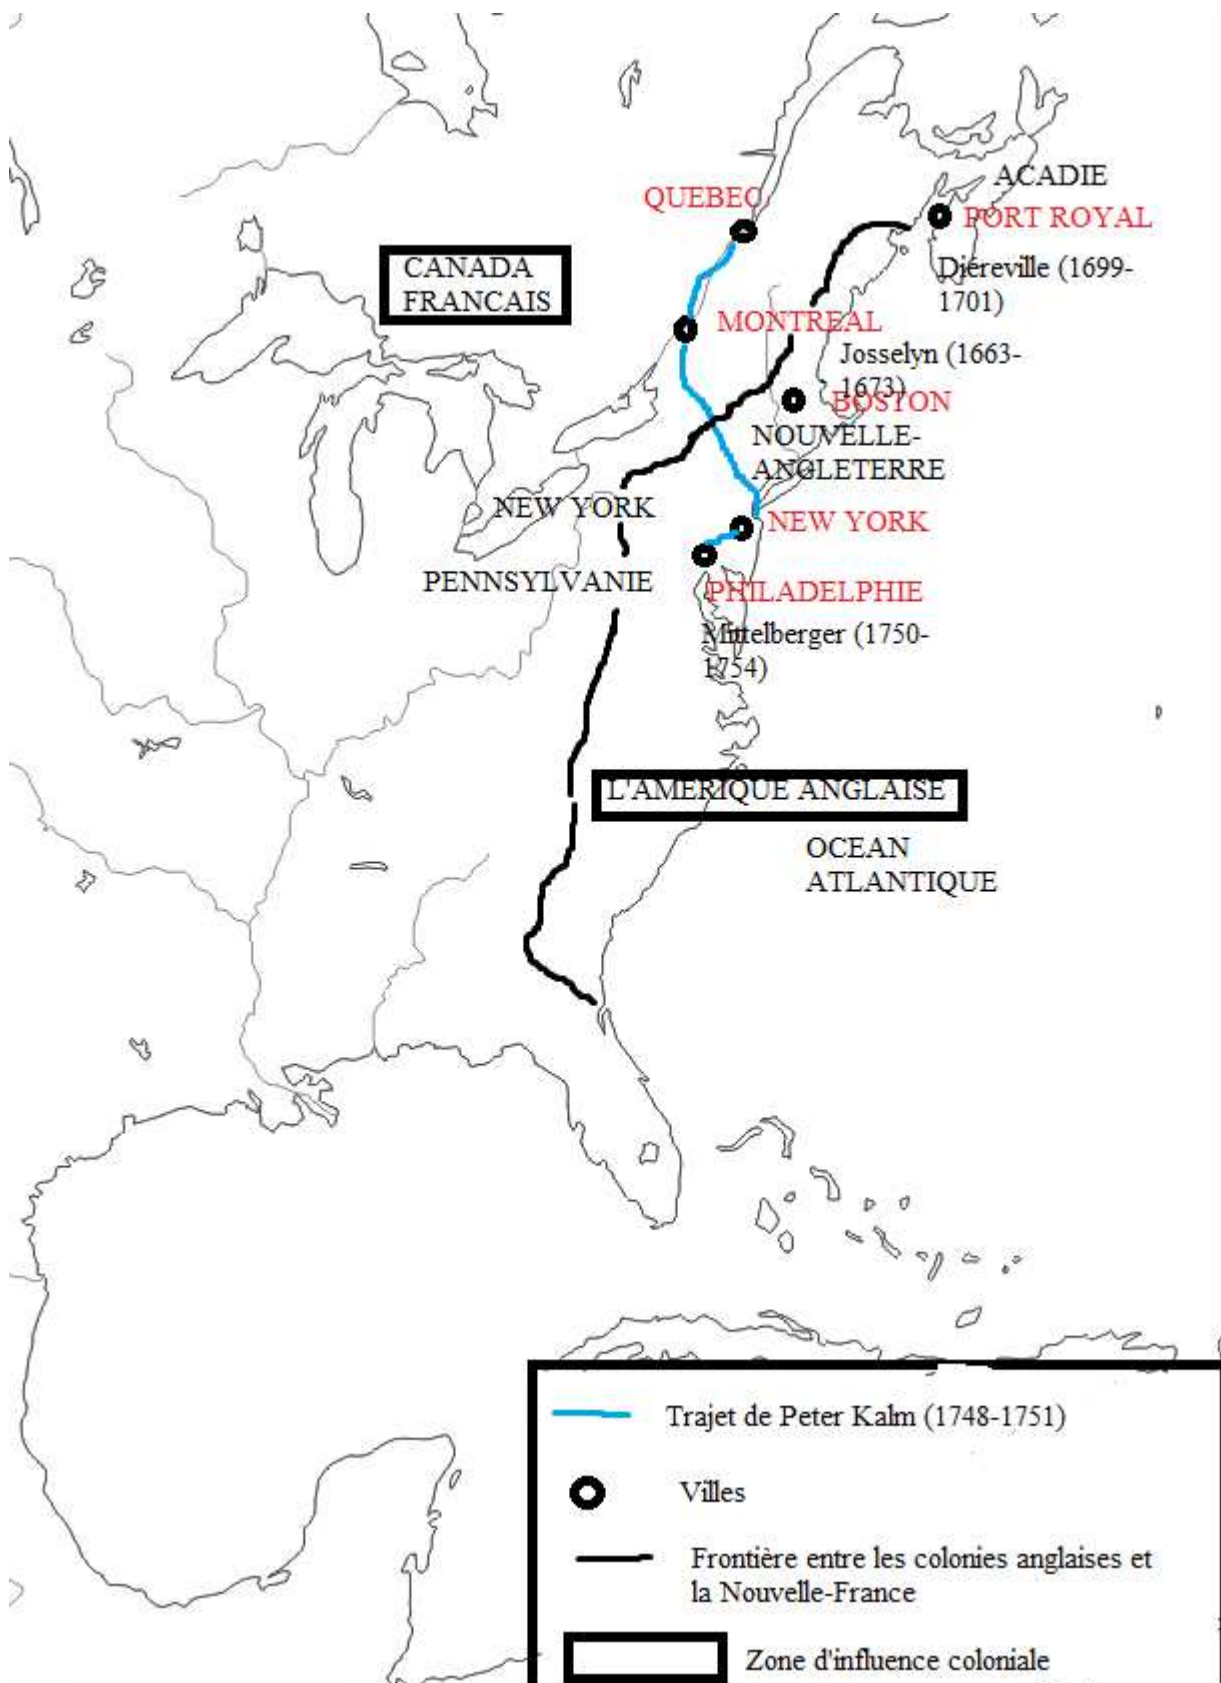 ACADIE
QUEBEC
PORT ROYAL
CANADA
FRANCAIS
Dièreville (1699-
1701)
MONTREAL
Josselyn (1663-
1673)
BOSTON
NOUVELLE-
ANGLETERRE
NEW YORK
NEW YORK
PENNSYLVANIE
PHILADELPHIE
Mittelberger (1750-
1754)
L'AMERIQUE ANGLAISE
OCEAN
ATLANTIQUE
Trajet de Peter Kalm (1748-1751)
Villes
Frontière entre les colonies anglaises et
la Nouvelle-France
Zone d'influence coloniale